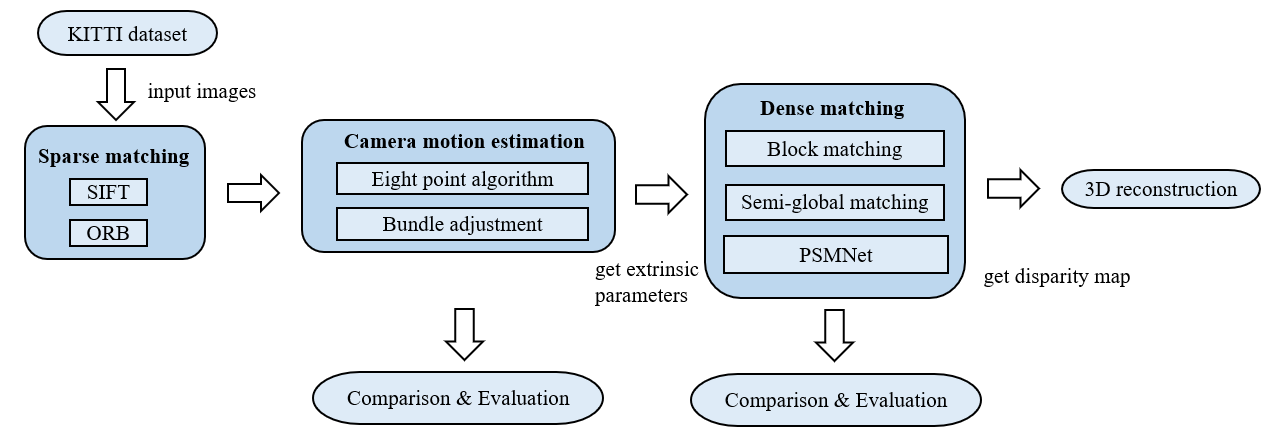 KITTI dataset
input images
Sparse matching
SIFT
ORB
Camera motion estimation
Eight point algorithm
Bundle adjustment
get extrinsic
parameters
Comparison & Evaluation
Dense matching
Block matching
Semi-global matching
PSMNet
get disparity map
Comparison & Evaluation
3D reconstruction